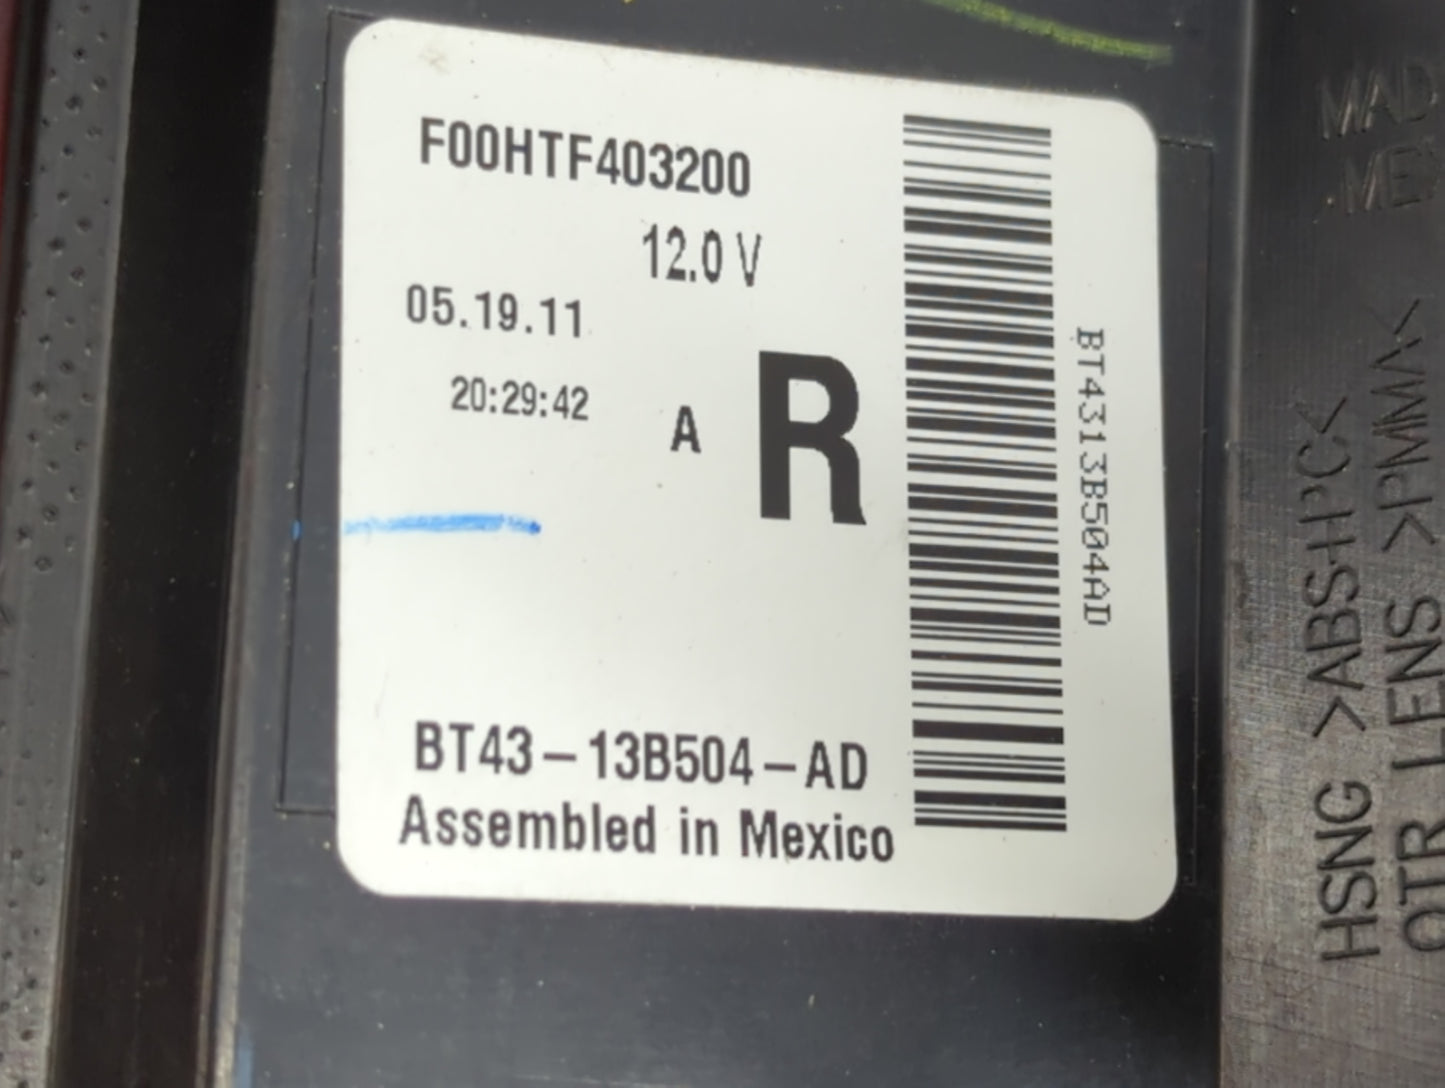 F00HTF403200
12.0 V
05.19.11
20:29:42
A
R
BT4313B504AD
BT43-13B504-AD
Assembled in Mexico
HSNG >ABS+PC<
OTR LENS >PMMA<